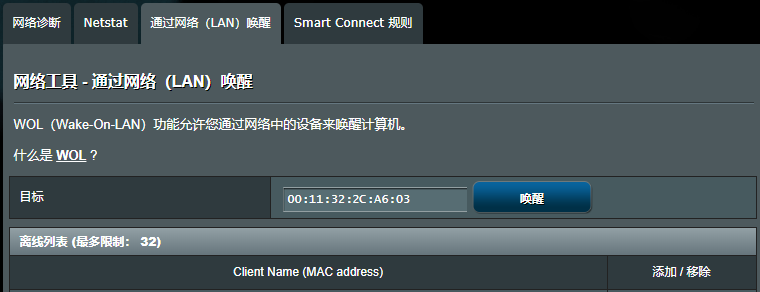 网络诊断 Netstat 通过网络（LAN）唤醒 Smart Connect 规则
网络工具 - 通过网络（LAN）唤醒
WOL（Wake-On-LAN）功能允许您通过网络中的设备来唤醒计算机。
什么是 WOL ?
目标 00:11:32:2C:A6:03 唤醒
离线列表 (最多限制： 32)
Client Name (MAC address) 添加 / 移除